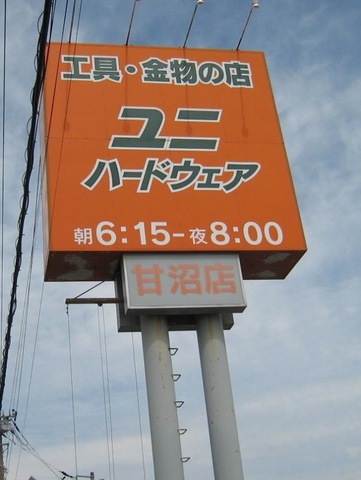 工具・金物の店
ユニ
ハードウェア
朝6:15-夜8:00
甘沼店